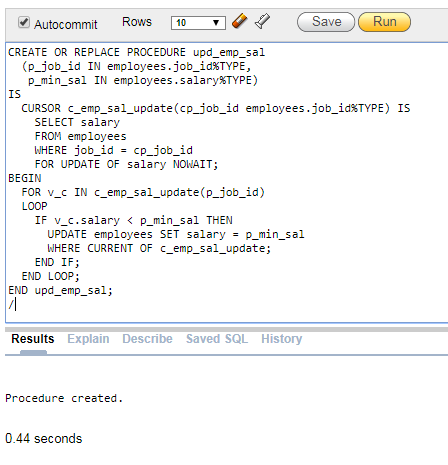 Autocommit Rows 10 Save Run
CREATE OR REPLACE PROCEDURE upd_emp_sal
  (p_job_id IN employees.job_id%TYPE,
   p_min_sal IN employees.salary%TYPE)
IS
  CURSOR c_emp_sal_update(cp_job_id employees.job_id%TYPE) IS
    SELECT salary
    FROM employees
    WHERE job_id = cp_job_id
    FOR UPDATE OF salary NOWAIT;
BEGIN
  FOR v_c IN c_emp_sal_update(p_job_id)
  LOOP
    IF v_c.salary < p_min_sal THEN
      UPDATE employees SET salary = p_min_sal
      WHERE CURRENT OF c_emp_sal_update;
    END IF;
  END LOOP;
END upd_emp_sal;
/
Results Explain Describe Saved SQL History
Procedure created.
0.44 seconds